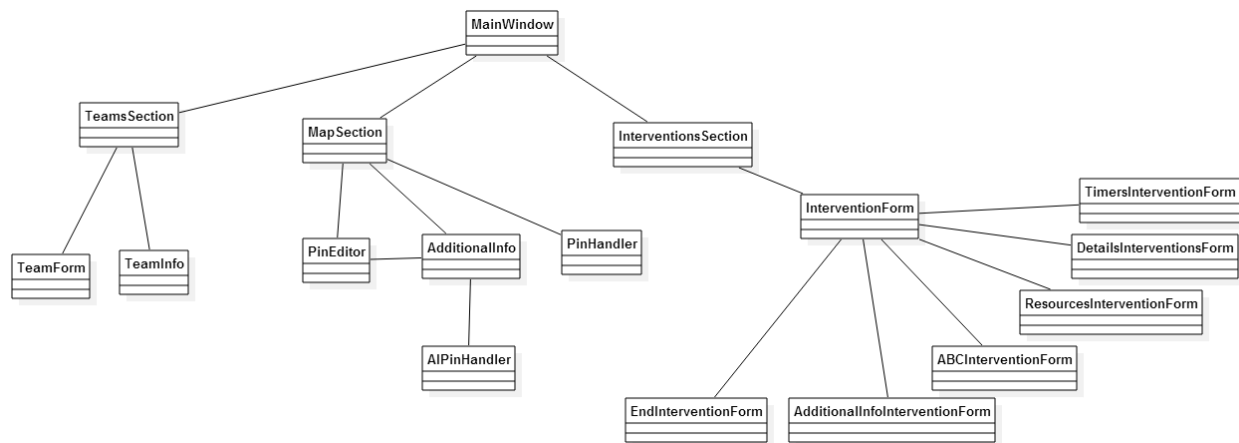 MainWindow
TeamsSection
MapSection
InterventionsSection
TimersInterventionForm
InterventionForm
PinEditor
AdditionalInfo
PinHandler
DetailsInterventionsForm
TeamForm
TeamInfo
ResourcesInterventionForm
AIPinHandler
ABCInterventionForm
EndInterventionForm
AdditionalInfoInterventionForm